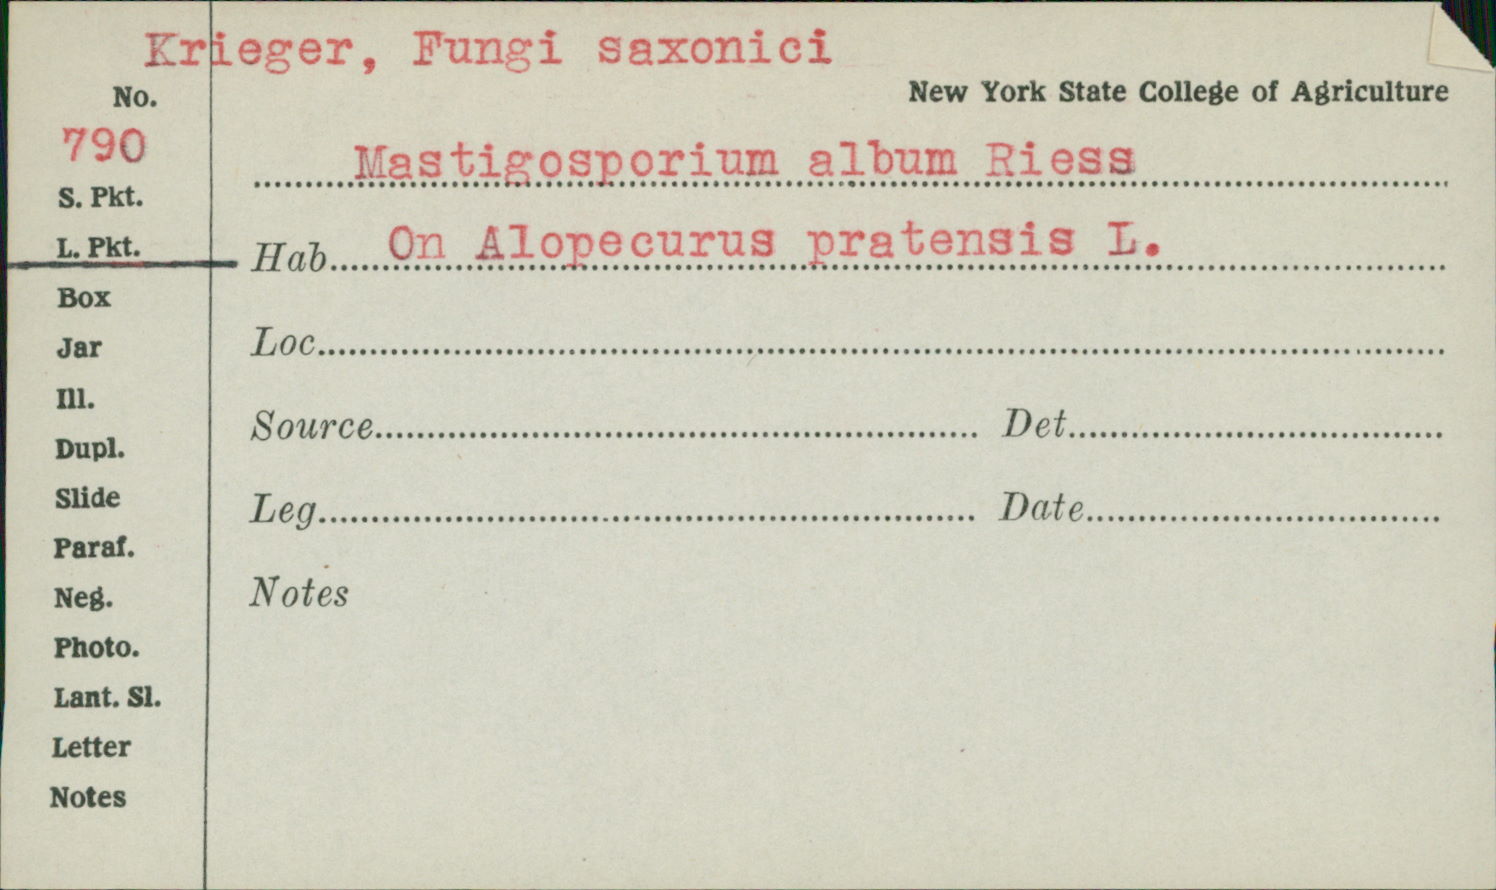 Krieger, Fungi saxonici
New York State College of Agriculture
No.
790
Mastigosporium album Riess
S. Pkt.
L. Pkt.
Hab. On Alopecurus pratensis L.
Box
Jar
Loc.
Ill.
Source Det.
Dupl.
Slide
Leg. Date
Paraf.
Neg.
Notes
Photo.
Lant. Sl.
Letter
Notes